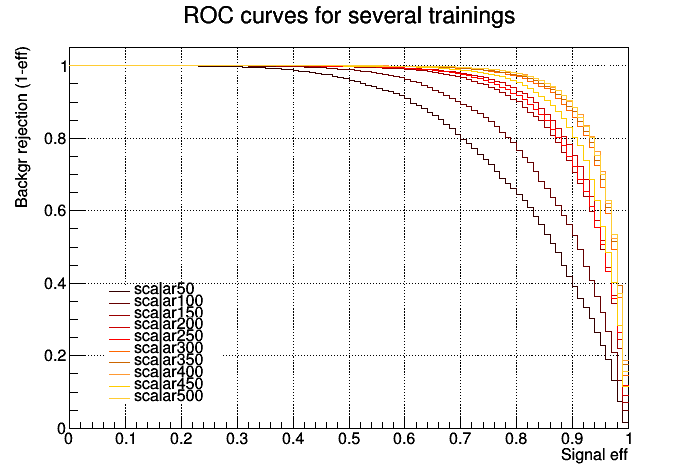 ROC curves for several trainings
Backgr rejection (1-eff)
1
0.8
0.6
0.4
0.2
0
scalar50
scalar100
scalar150
scalar200
scalar250
scalar300
scalar350
scalar400
scalar450
scalar500
0 0.1 0.2 0.3 0.4 0.5 0.6 0.7 0.8 0.9 1
Signal eff